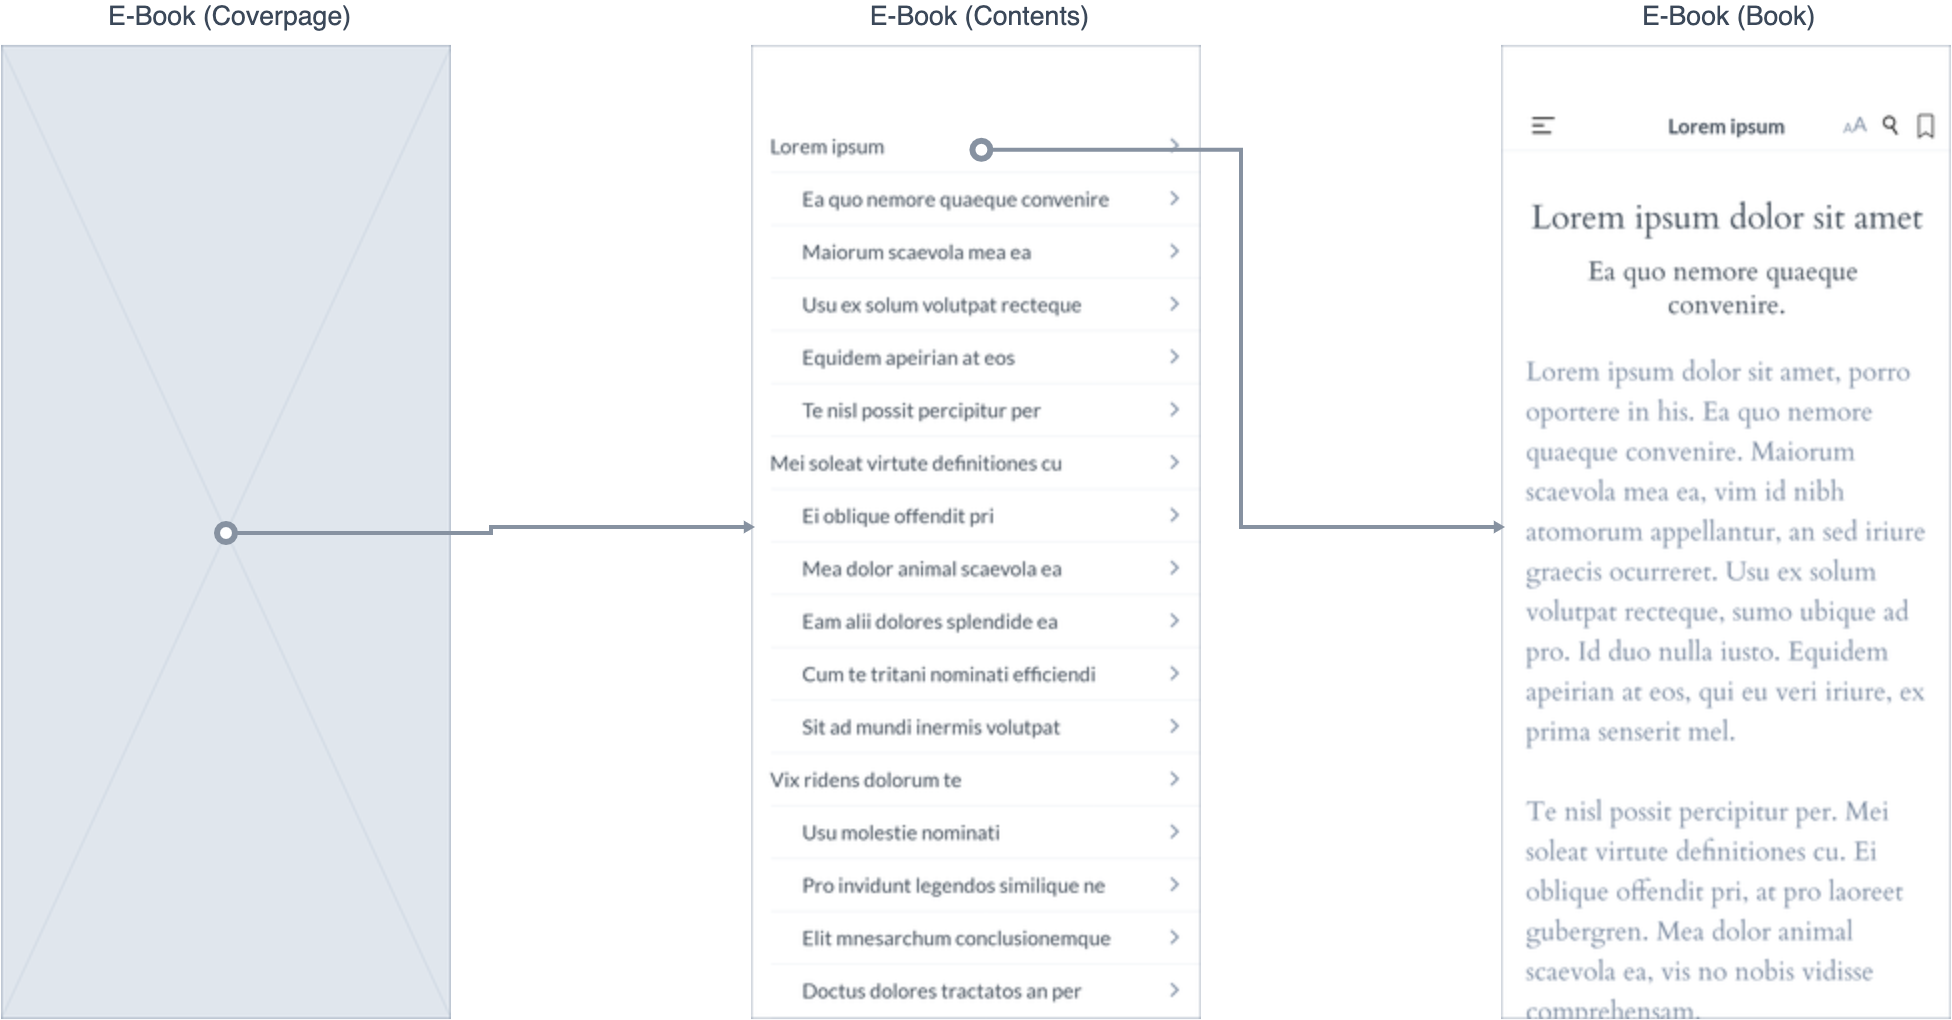 E-Book (Coverpage)
E-Book (Contents)
Lorem ipsum
Ea quo nemore quaeque convenire
Maiorum scaevola mea ea
Usu ex solum volutpat recteque
Equidem apeirian at eos
Te nisl possit percipitur per
Mei soleat virtute definitiones cu
Ei oblique offendit pri
Mea dolor animal scaevola ea
Eam alii dolores splendide ea
Cum te tritani nominati efficiendi
Sit ad mundi inermis volutpat
Vix ridens dolorum te
Usu molestie nominati
Pro invidunt legendos similique ne
Elit mnesarchum conclusionemque
Doctus dolores tractatos an per
E-Book (Book)
Lorem ipsum AA
Lorem ipsum dolor sit amet
Ea quo nemore quaeque
convenire.
Lorem ipsum dolor sit amet, porro
oportere in his. Ea quo nemore
quaeque convenire. Maiorum
scaevola mea ea, vim id nibh
atomorum appellantur, an sed iriure
graecis ocurreret. Usu ex solum
volutpat recteque, sumo ubique ad
pro. Id duo nulla iusto. Equidem
apeirian at eos, qui eu veri iriure, ex
prima senserit mel.
Te nisl possit percipitur per. Mei
soleat virtute definitiones cu. Ei
oblique offendit pri, at pro laoreet
gubergren. Mea dolor animal
scaevola ea, vis no nobis vidisse
comprehensam.